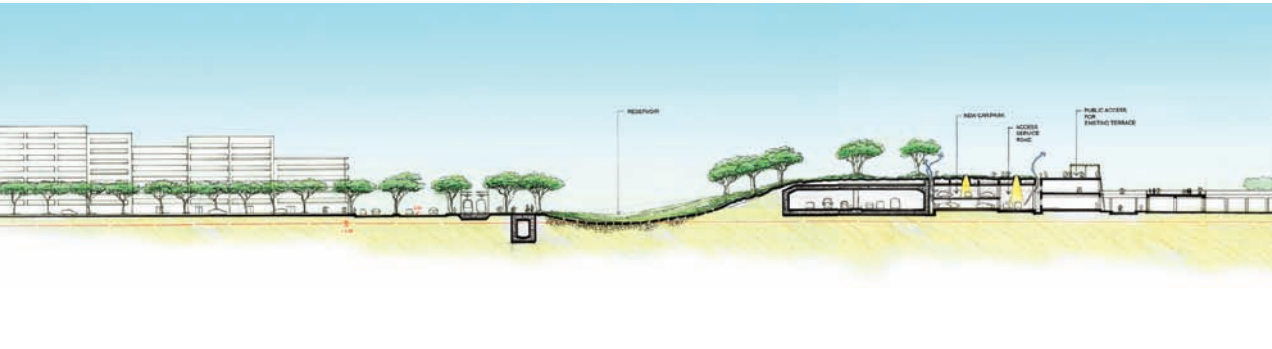 RESERVOIR
NEW CAR PARK
ACCESS
SERVICE
ROAD
PUBLIC ACCESS
FOR
EXISTING TERRACE